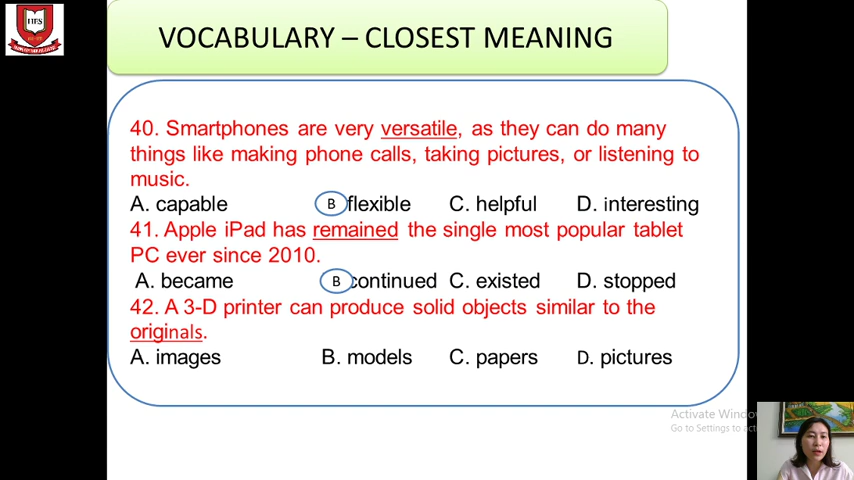 VOCABULARY – CLOSEST MEANING
40. Smartphones are very versatile, as they can do many
things like making phone calls, taking pictures, or listening to
music.
A. capable B flexible C. helpful D. interesting
41. Apple iPad has remained the single most popular tablet
PC ever since 2010.
A. became B continued C. existed D. stopped
42. A 3-D printer can produce solid objects similar to the
originals.
A. images B. models C. papers D. pictures
Activate Windo
Go to Settings to acti